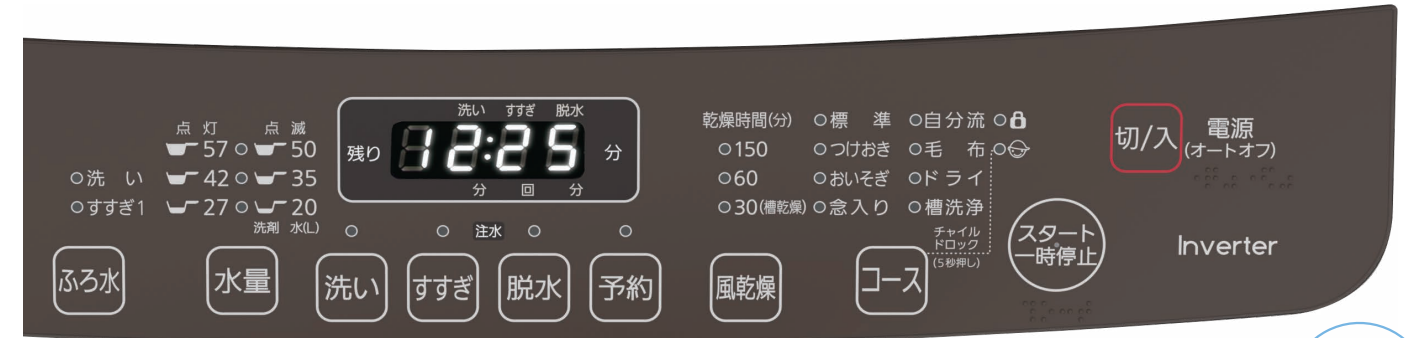 洗い すすぎ 脱水
残り 12:25 分
分 回 分
点灯 点滅
57 50
42 35
27 20
洗剤 水(L)
洗い
すすぎ1
注水
乾燥時間(分)
150
60
30(槽乾燥)
標準
つけおき
おいそぎ
念入り
自分流
毛布
ドライ
槽洗浄
チャイル
ドロック
(5秒押し)
切/入
電源
(オートオフ)
ふろ水
水量
洗い
すすぎ
脱水
予約
風乾燥
コース
スタート
一時停止
Inverter